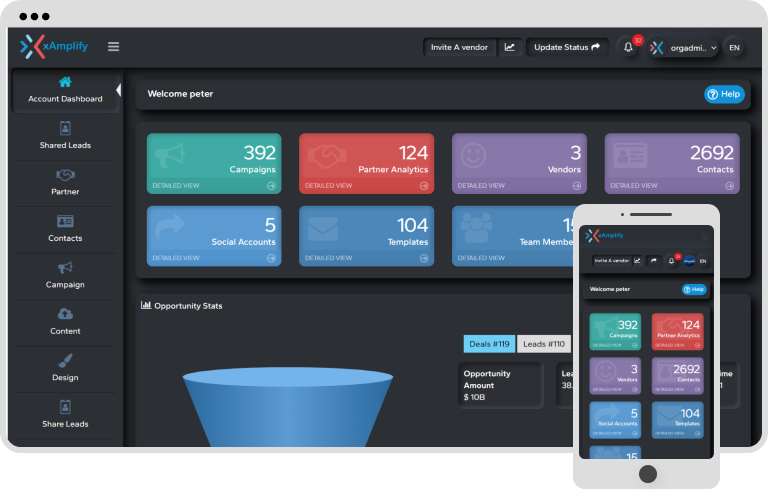 xAmplify
Invite A vendor
Update Status
32
orgadmi..
EN
Account Dashboard
Shared Leads
Partner
Contacts
Campaign
Content
Design
Share Leads
Welcome peter
Help
392
Campaigns
DETAILED VIEW
124
Partner Analytics
DETAILED VIEW
3
Vendors
DETAILED VIEW
2692
Contacts
DETAILED VIEW
5
Social Accounts
DETAILED VIEW
104
Templates
DETAILED VIEW
Team Membe
DETAILED VIEW
Opportunity Stats
Deals #119
Leads #110
Opportunity
Amount
$ 10B
Lea
38.
ime
1
xAmplify
Invite A vendor
EN
Welcome peter
Help
392
Campaigns
DETAILED VIEW
124
Partner Analytics
DETAILED VIEW
3
Vendors
DETAILED VIEW
2692
Contacts
DETAILED VIEW
5
Social Accounts
DETAILED VIEW
104
Templates
DETAILED VIEW
15